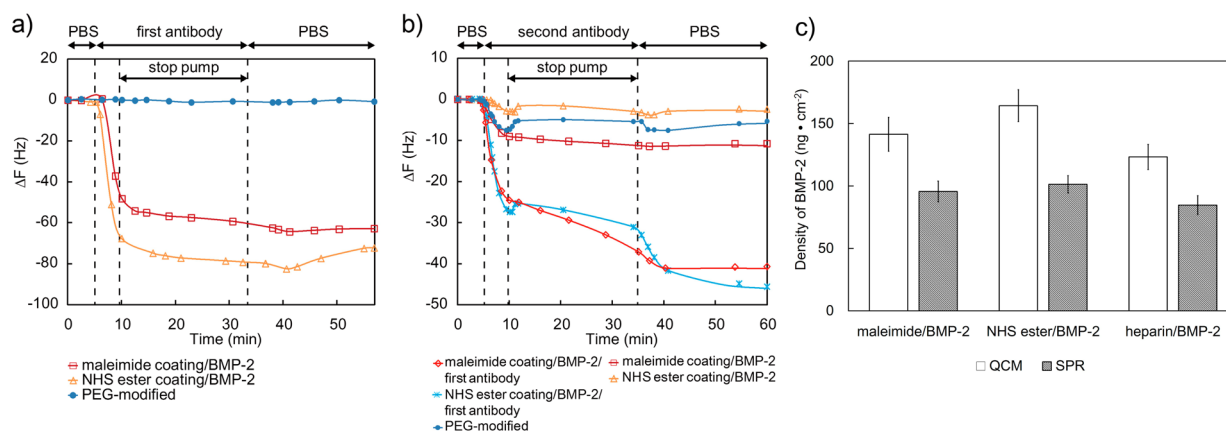 a)
PBS first antibody PBS
stop pump
20
0
-20
-40
-60
-80
-100
ΔF (Hz)
0 10 20 30 40 50
Time (min)
maleimide coating/BMP-2
NHS ester coating/BMP-2
PEG-modified
b)
PBS second antibody PBS
stop pump
10
0
-10
-20
-30
-40
-50
ΔF (Hz)
0 10 20 30 40 50 60
Time (min)
maleimide coating/BMP-2/ maleimide coating/BMP-2
first antibody NHS ester coating/BMP-2
NHS ester coating/BMP-2/
first antibody
PEG-modified
c)
200
150
100
50
0
Density of BMP-2 (ng • cm⁻²)
maleimide/BMP-2 NHS ester/BMP-2 heparin/BMP-2
QCM SPR